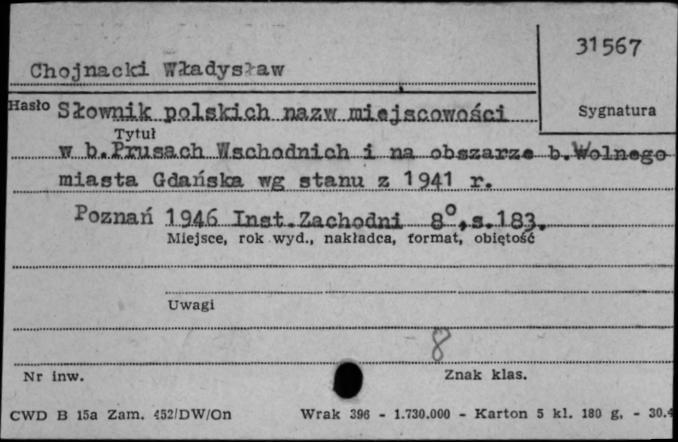 31567
Chojnacki Władysław
Hasło Słownik polskich nazw miejscowości
Sygnatura
Tytuł
w b.Prusach Wschodnich i na obszarze b.Wolnego
miasta Gdańska wg stanu z 1941 r.
Poznań 1946 Inst.Zachodni 8°,s.183.
Miejsce, rok wyd., nakładca, format, objętość
Uwagi
8
Nr inw.
Znak klas.
CWD B 15a Zam. 452/DW/On Wrak 396 - 1.730.000 - Karton 5 kl. 180 g. - 30.4